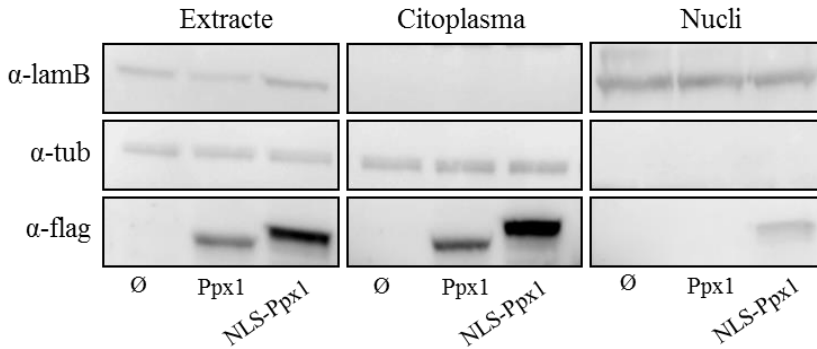 Extracte Citoplasma Nucli
α-lamB
α-tub
α-flag
Ø Ppx1 NLS-Ppx1 Ø Ppx1 NLS-Ppx1 Ø Ppx1 NLS-Ppx1